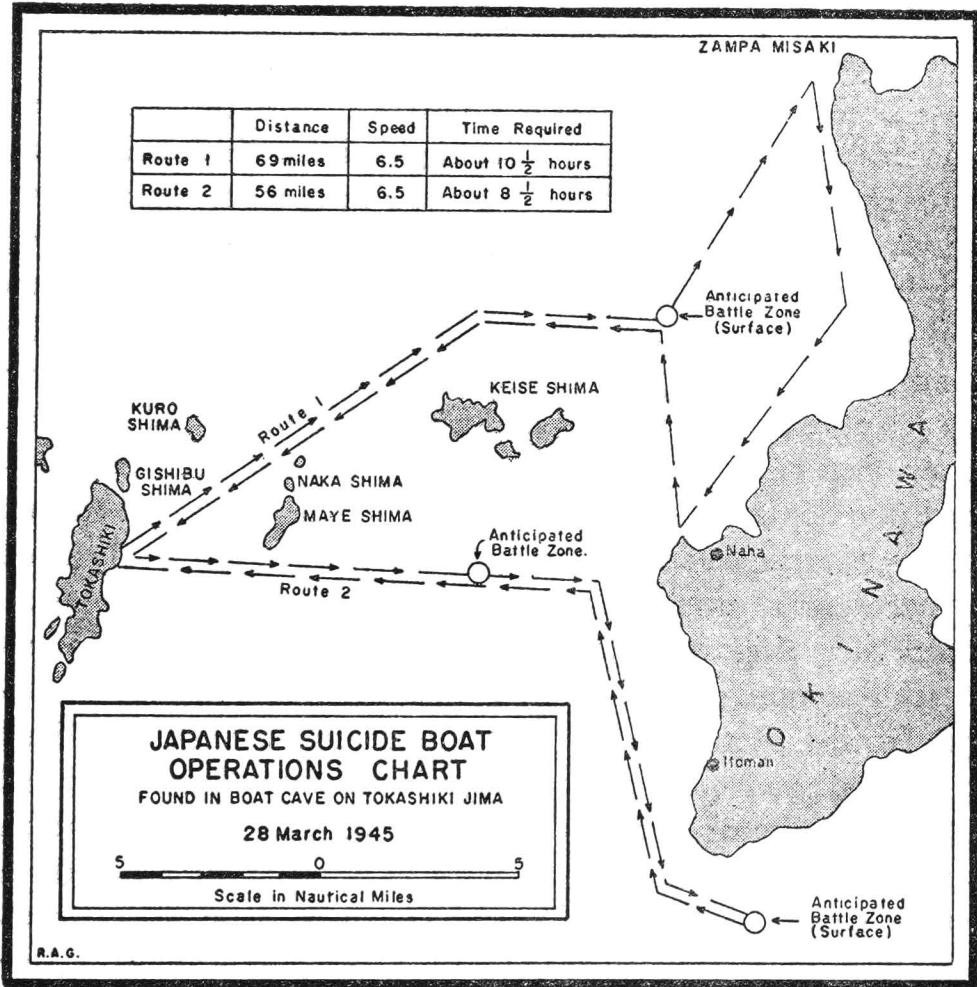 ZAMPA MISAKI
Distance Speed Time Required
Route 1 69 miles 6.5 About 10 1/2 hours
Route 2 56 miles 6.5 About 8 1/2 hours
Anticipated
Battle Zone
(Surface)
KEISE SHIMA
KURO
SHIMA
Route 1
GISHIBU
SHIMA
NAKA SHIMA
MAYE SHIMA
TOKASHIKI
Anticipated
Battle Zone.
Naha
Route 2
OKINAWA
Itoman
JAPANESE SUICIDE BOAT
OPERATIONS CHART
FOUND IN BOAT CAVE ON TOKASHIKI JIMA
28 March 1945
5 0 5
Scale in Nautical Miles
Anticipated
Battle Zone
(Surface)
R.A.G.